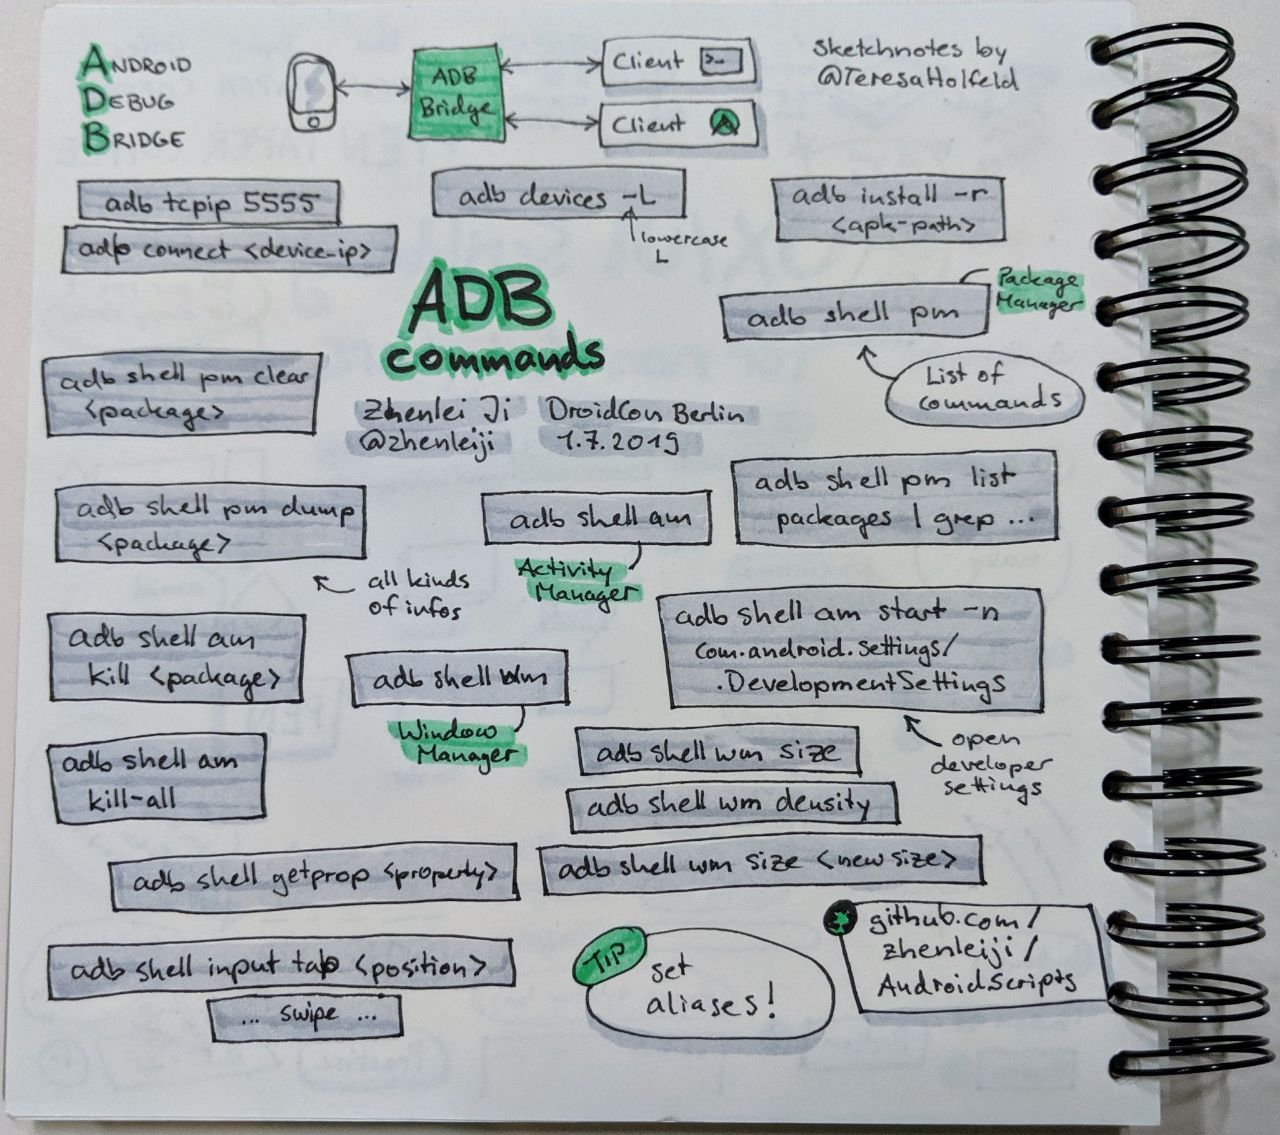 ANDROID
DEBUG
BRIDGE
ADB
Bridge
Client >_
Client
Sketchnotes by
@TeresaHolfeld
adb tcpip 5555
adb connect <device-ip>
adb devices -L
lowercase
L
adb install -r
<apk-path>
ADB
commands
Zhenlei Ji
@zhenleiji
DroidCon Berlin
1.7.2019
adb shell pm
Package
Manager
List of
commands
adb shell pm clear
<package>
adb shell pm list
packages | grep ...
adb shell pm dump
<package>
all kinds
of infos
adb shell am
Activity
Manager
adb shell am start -n
com.android.settings/
.DevelopmentSettings
open
developer
settings
adb shell am
kill <package>
adb shell wm
Window
Manager
adb shell am
kill-all
adb shell wm size
adb shell wm density
adb shell wm size <new size>
adb shell getprop <property>
adb shell input tap <position>
... swipe ...
TIP
set
aliases!
github.com/
zhenleiji/
AndroidScripts